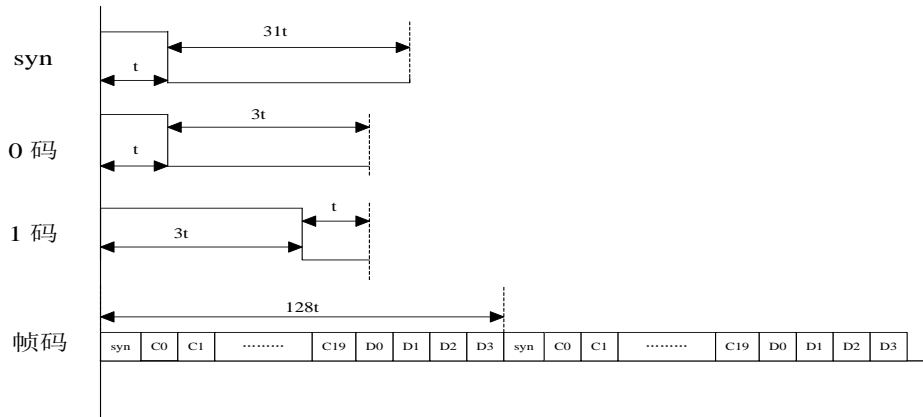 syn
31t
t
0 码
3t
t
1 码
t
3t
128t
帧码
syn C0 C1 ········· C19 D0 D1 D2 D3 syn C0 C1 ········· C19 D0 D1 D2 D3